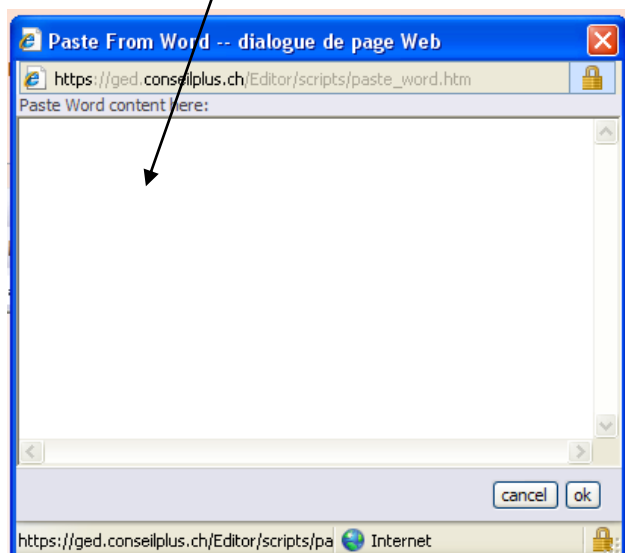 Paste From Word -- dialogue de page Web
https://ged.conseilplus.ch/Editor/scripts/paste_word.htm
Paste Word content here:
cancel ok
https://ged.conseilplus.ch/Editor/scripts/pa Internet